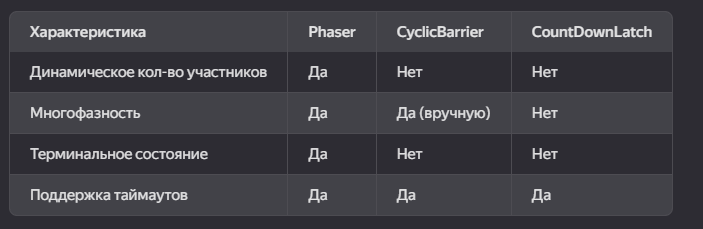 Характеристика Phaser CyclicBarrier CountDownLatch
Динамическое кол-во участников Да Нет Нет
Многофазность Да Да (вручную) Нет
Терминальное состояние Да Нет Нет
Поддержка таймаутов Да Да Да